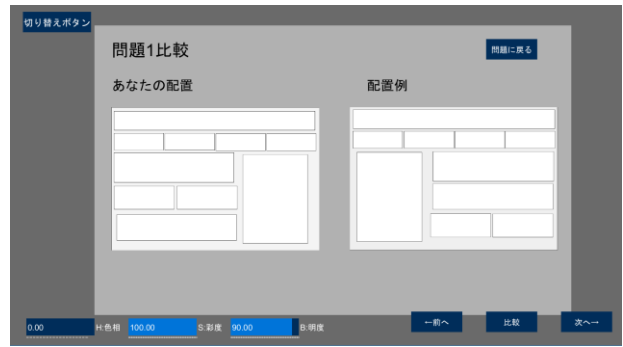 切り替えボタン
問題1比較
問題に戻る
あなたの配置
配置例
0.00
H:色相
100.00
S:彩度
90.00
B:明度
←前へ
比較
次へ→